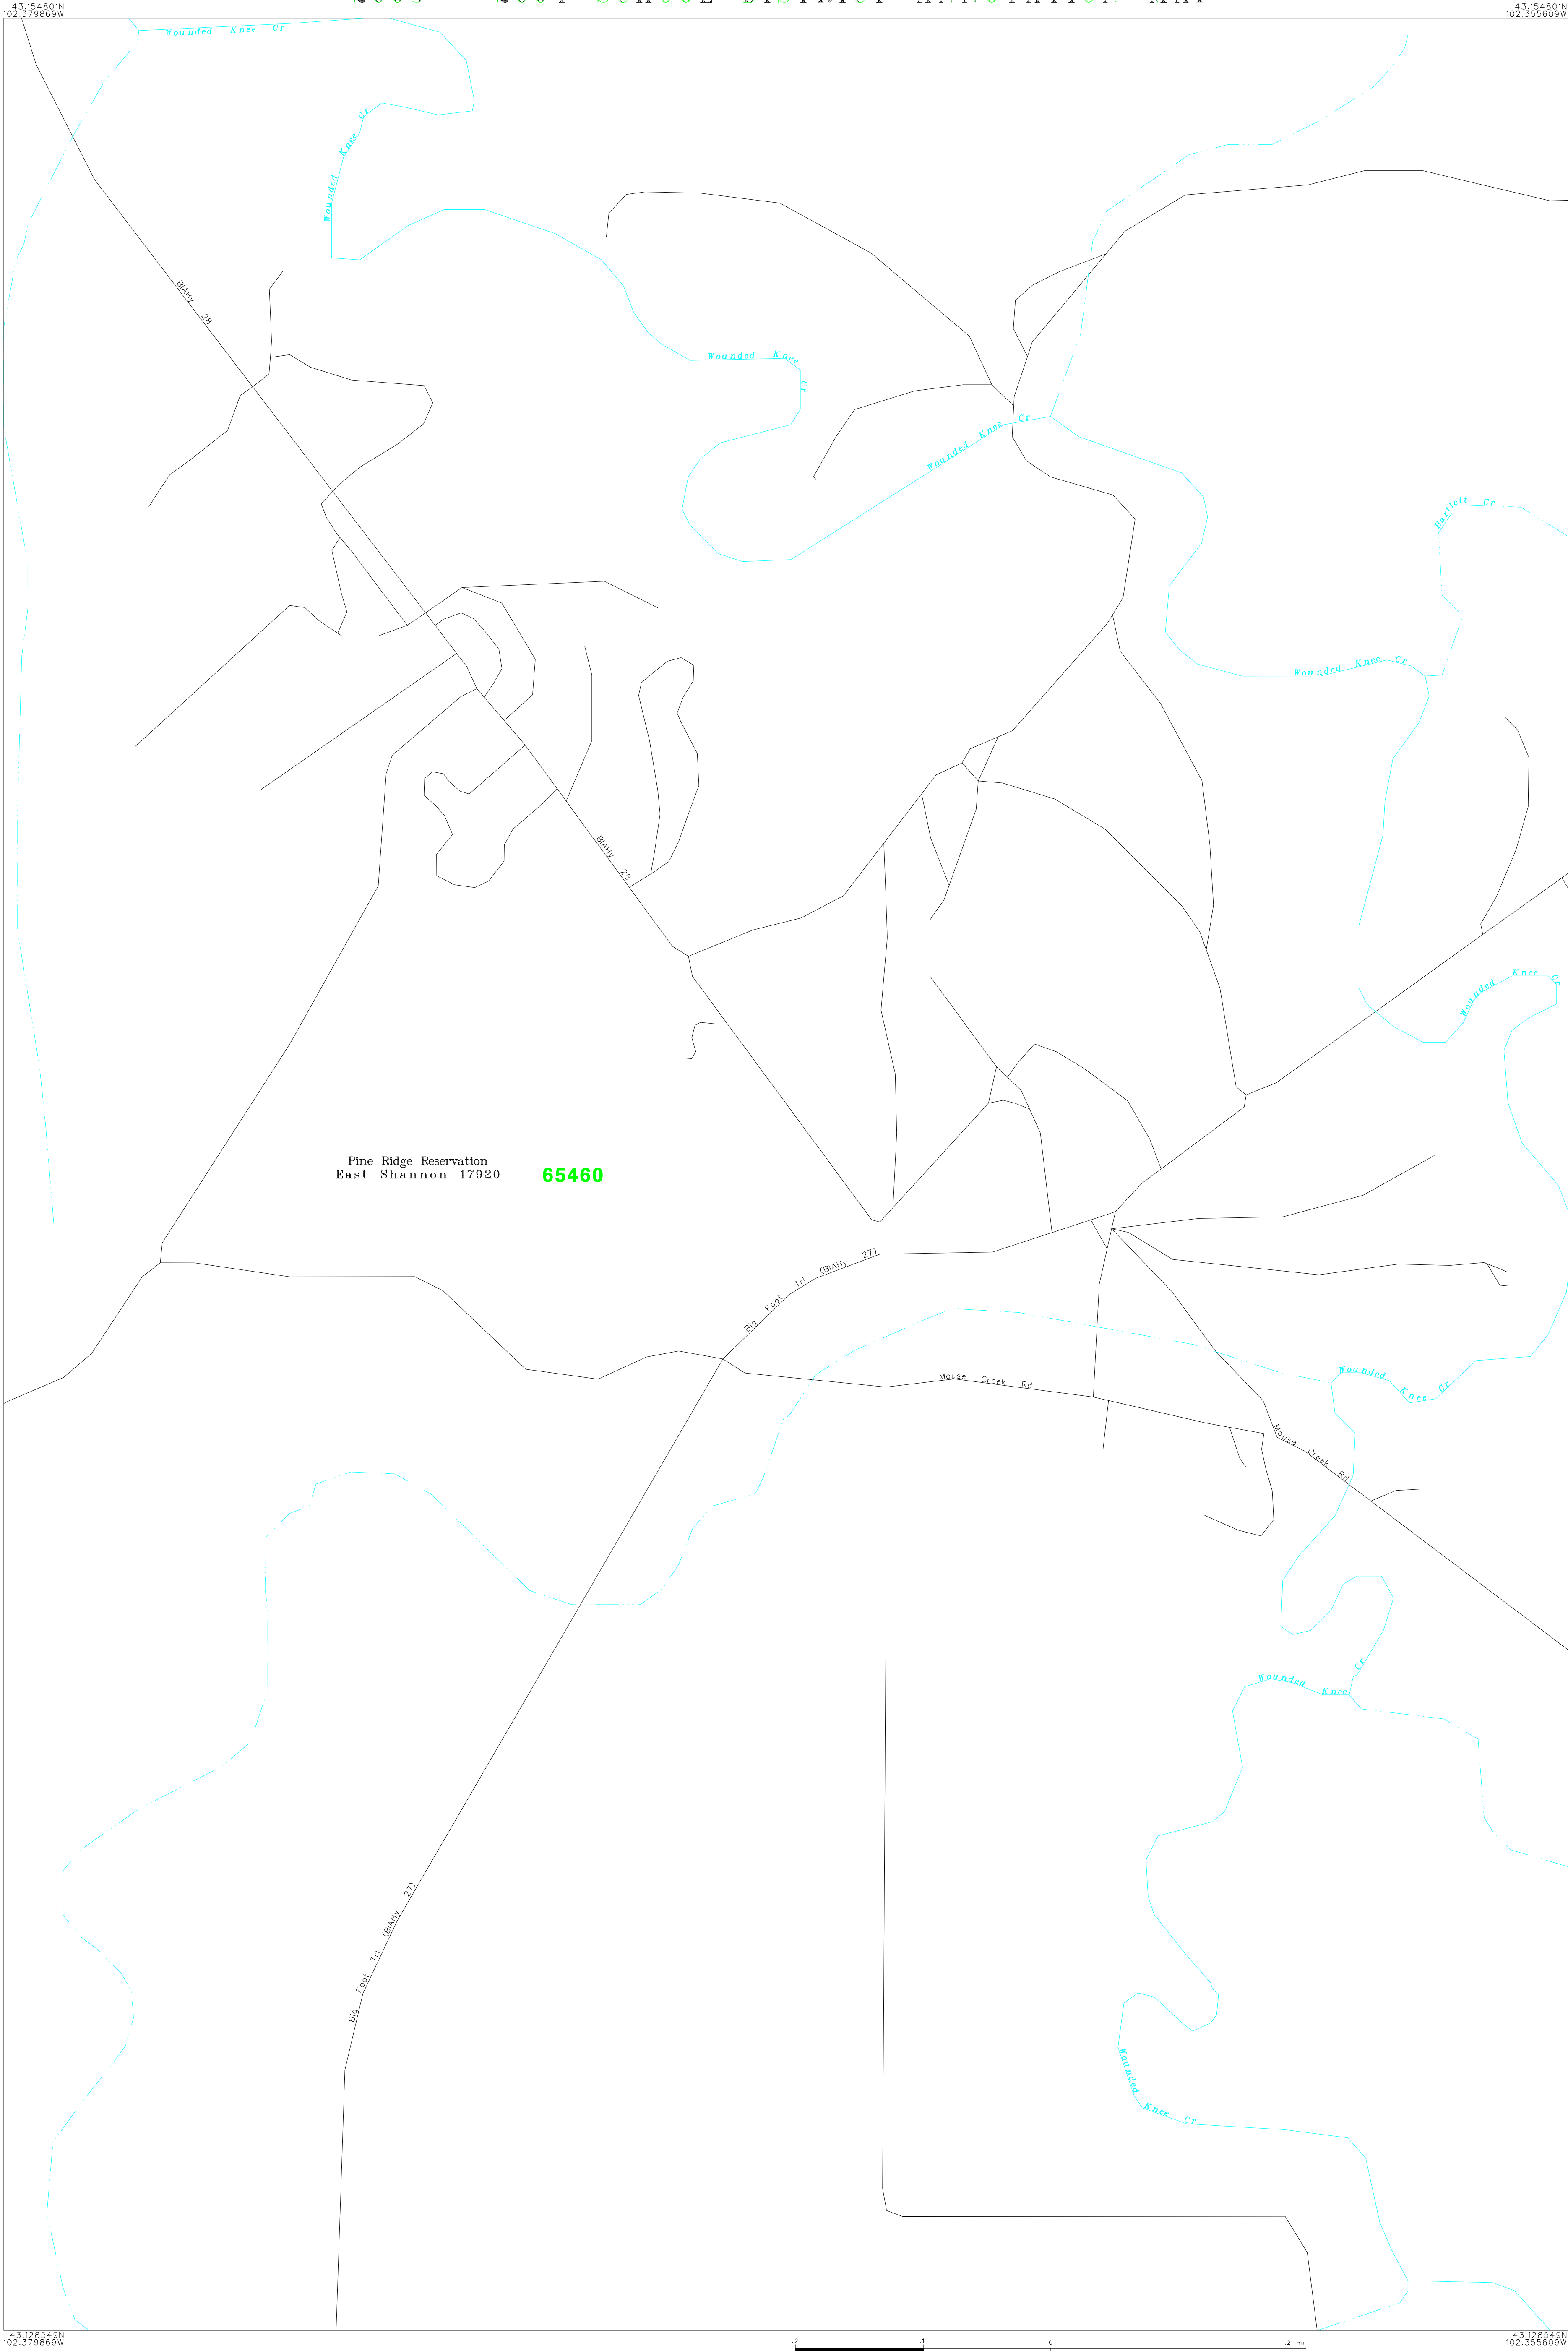 43.154801N
102.379869W
43.154801N
102.355609W
Wounded Knee Cr
Wounded Knee Cr
BIAHy 28
Wounded Knee Cr
Wounded Knee Cr
Bartlett Cr
Wounded Knee Cr
BIAHy 28
Wounded Knee Cr
Pine Ridge Reservation
East Shannon 17920
65460
Big Foot Trl (BIAHy 27)
Mouse Creek Rd
Wounded Knee Cr
Mouse Creek Rd
Wounded Knee Cr
Big Foot Trl (BIAHy 27)
Wounded Knee Cr
43.128549N
102.379869W
.2 .1 0 .2 mi
43.128549N
102.355609W